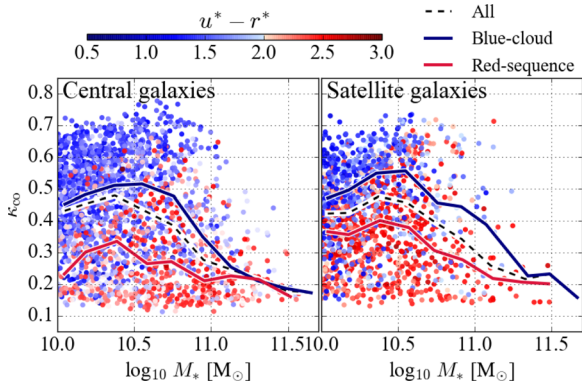 u* − r*
0.5 1.0 1.5 2.0 2.5 3.0
All
Blue-cloud
Red-sequence
Central galaxies
Satellite galaxies
0.8
0.7
0.6
0.5
0.4
0.3
0.2
0.1
κco
10.0 10.5 11.0 11.5 10.0 10.5 11.0 11.5
log10 M* [M⊙] log10 M* [M⊙]